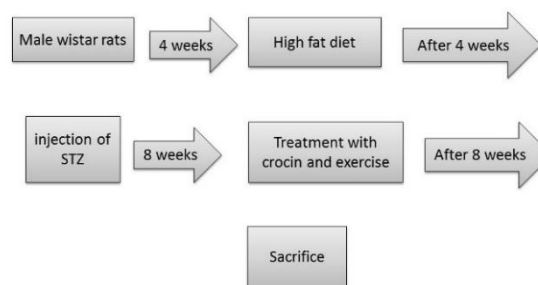 Male wistar rats
4 weeks
High fat diet
After 4 weeks
injection of
STZ
8 weeks
Treatment with
crocin and exercise
After 8 weeks
Sacrifice